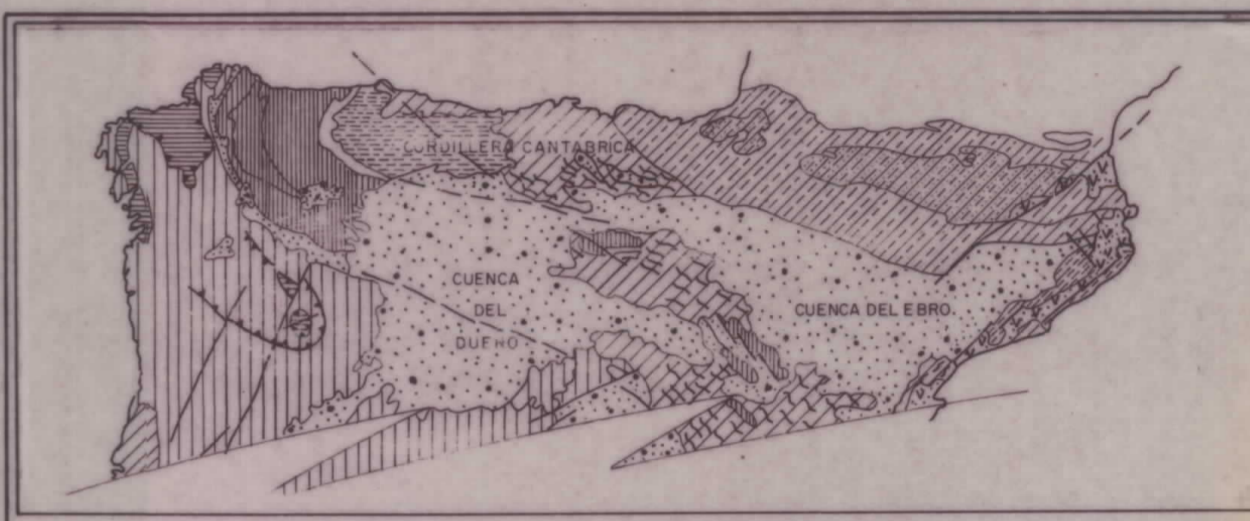 CORDILLERA CANTABRICA
CUENCA
DEL
DUERO
CUENCA DEL EBRO.